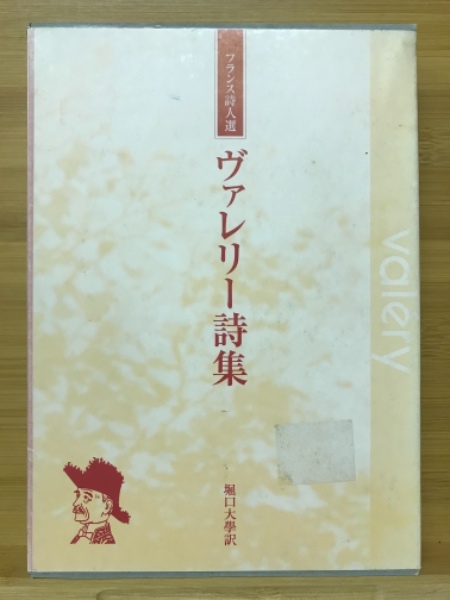 フランス詩人選
ヴァレリー詩集
valery
堀口大學訳